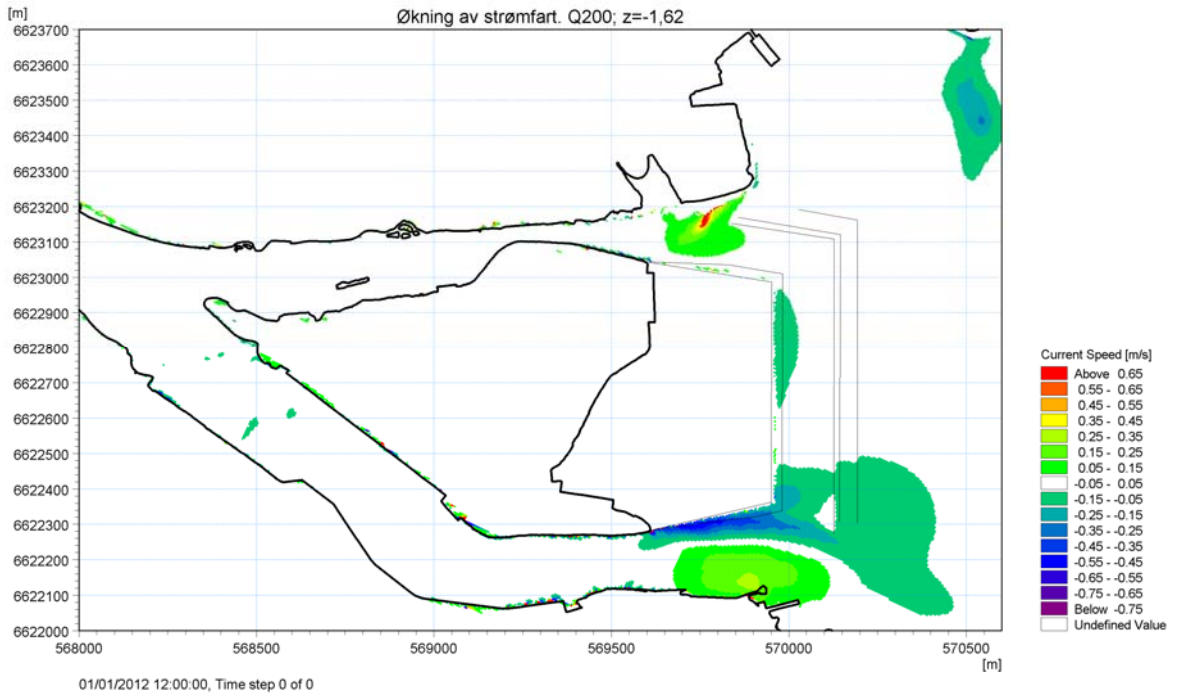 [m]
Økning av strømfart. Q200; z=-1,62
6623700
6623600
6623500
6623400
6623300
6623200
6623100
6623000
6622900
6622800
6622700
6622600
6622500
6622400
6622300
6622200
6622100
6622000
568000 568500 569000 569500 570000 570500
[m]
Current Speed [m/s]
Above 0.65
0.55 - 0.65
0.45 - 0.55
0.35 - 0.45
0.25 - 0.35
0.15 - 0.25
0.05 - 0.15
-0.05 - 0.05
-0.15 - -0.05
-0.25 - -0.15
-0.35 - -0.25
-0.45 - -0.35
-0.55 - -0.45
-0.65 - -0.55
-0.75 - -0.65
Below -0.75
Undefined Value
01/01/2012 12:00:00, Time step 0 of 0